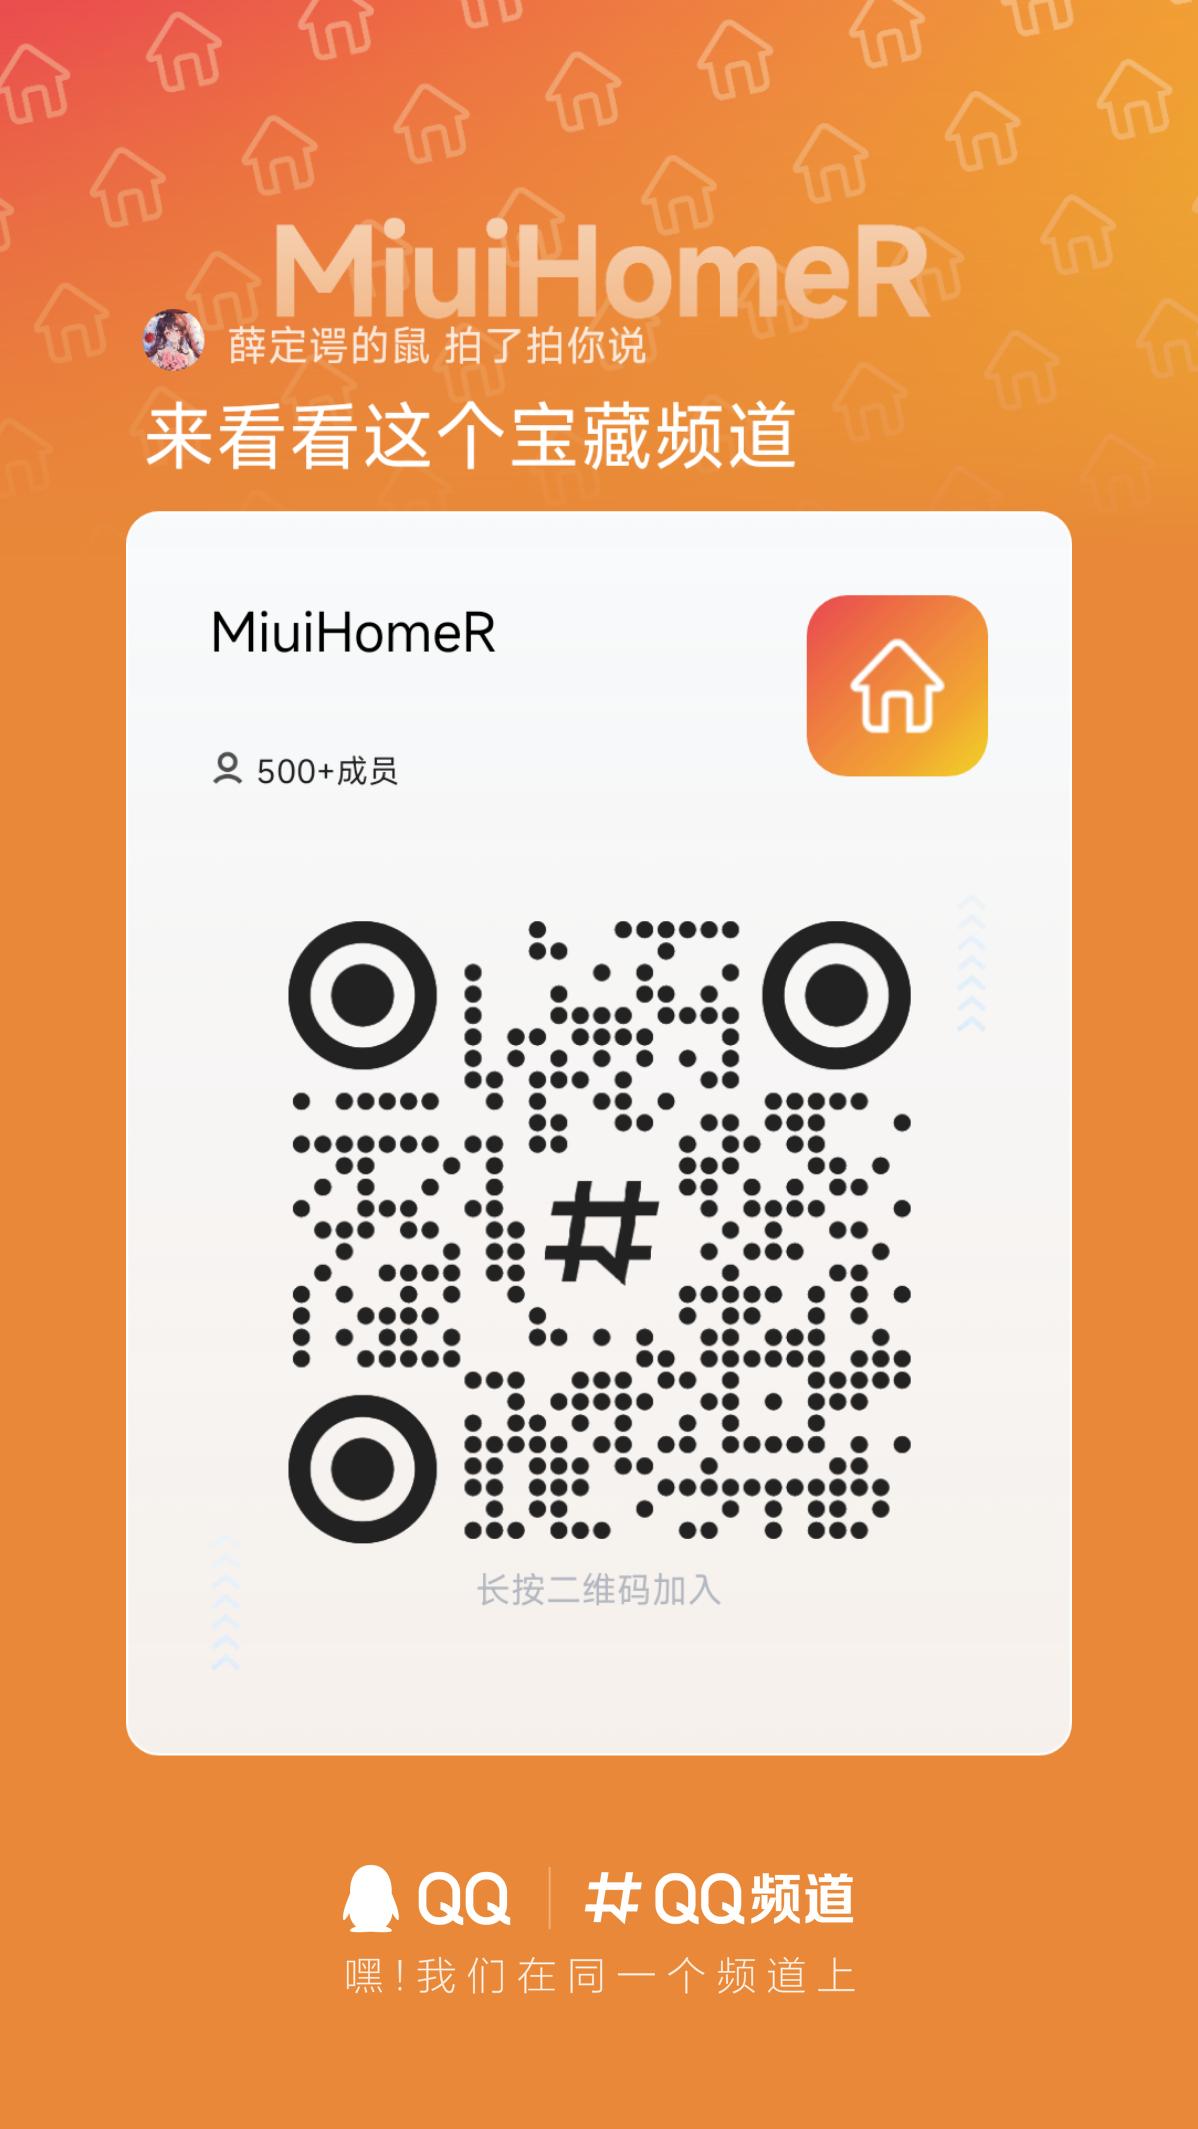 MiuiHomeR
薛定谔的鼠 拍了拍你说
来看看这个宝藏频道
MiuiHomeR
500+成员
长按二维码加入
QQ | QQ频道
嘿!我们在同一个频道上